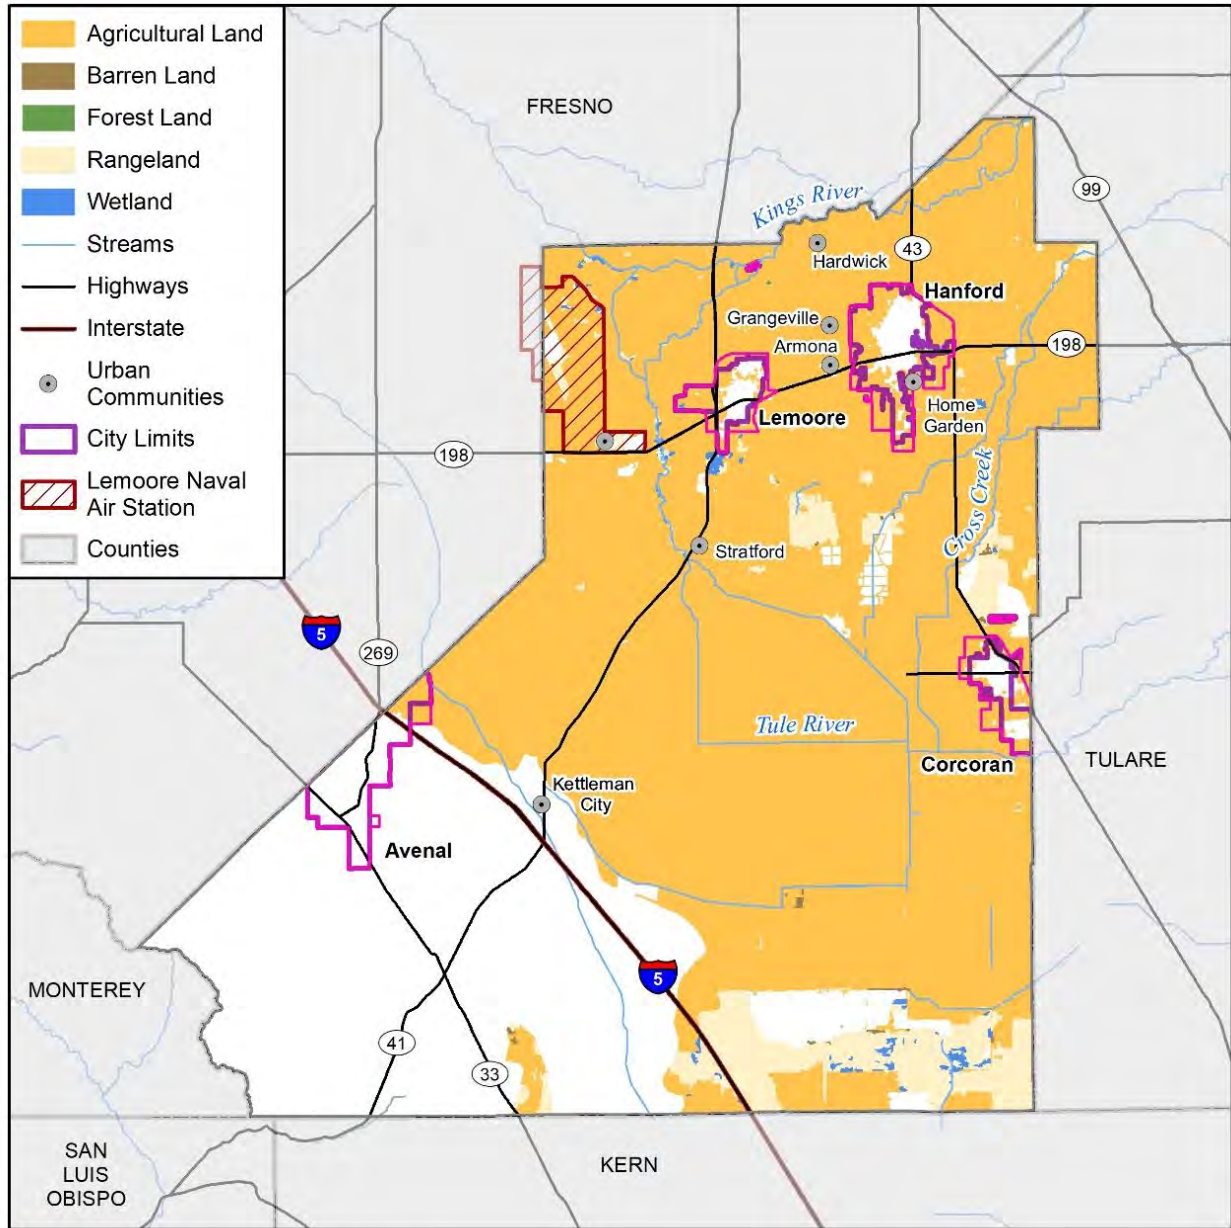 Agricultural Land
Barren Land
Forest Land
Rangeland
Wetland
Streams
Highways
Interstate
Urban
Communities
City Limits
Lemoore Naval
Air Station
Counties
FRESNO
99
Kings River
43
Hardwick
Hanford
Grangeville
Armona
198
Lemoore
Home
Garden
198
Cross Creek
Stratford
5
269
Tule River
Corcoran
TULARE
Kettleman
City
Avenal
5
MONTEREY
41
33
SAN
LUIS
OBISPO
KERN